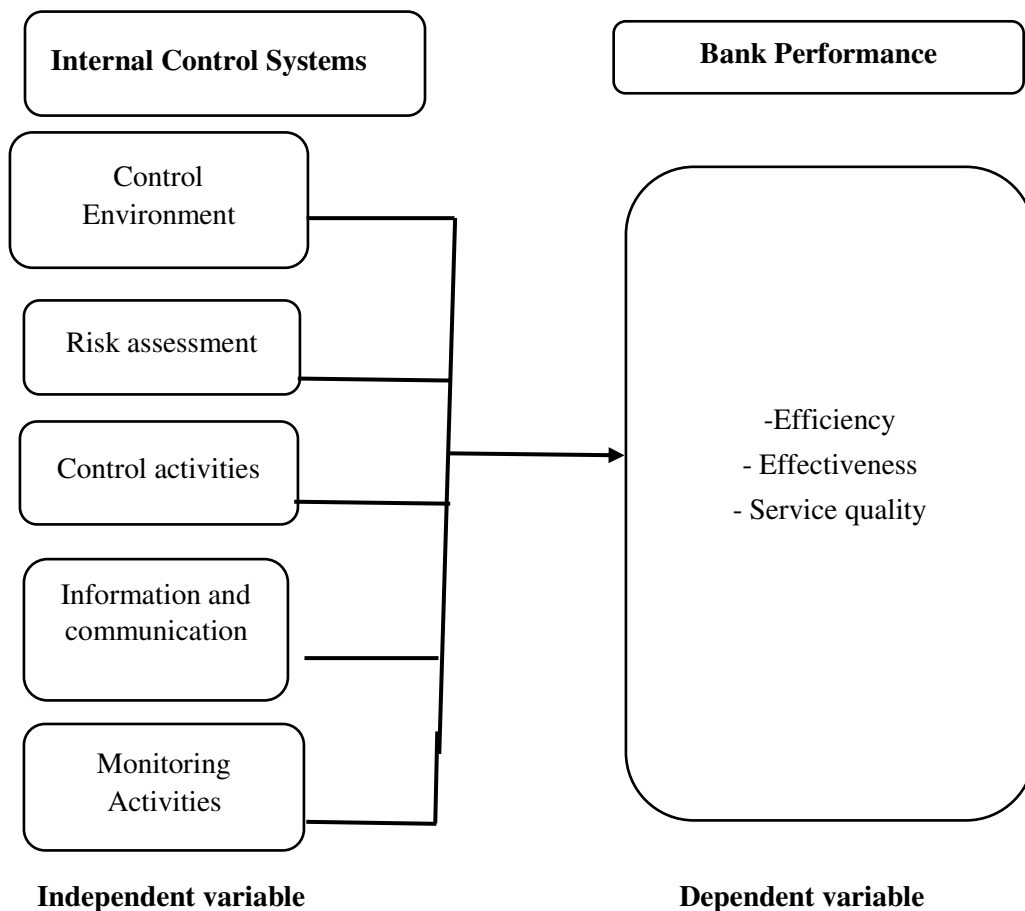 Internal Control Systems
Bank Performance
Control
Environment
Risk assessment
Control activities
Information and
communication
Monitoring
Activities
-Efficiency
- Effectiveness
- Service quality
Independent variable
Dependent variable